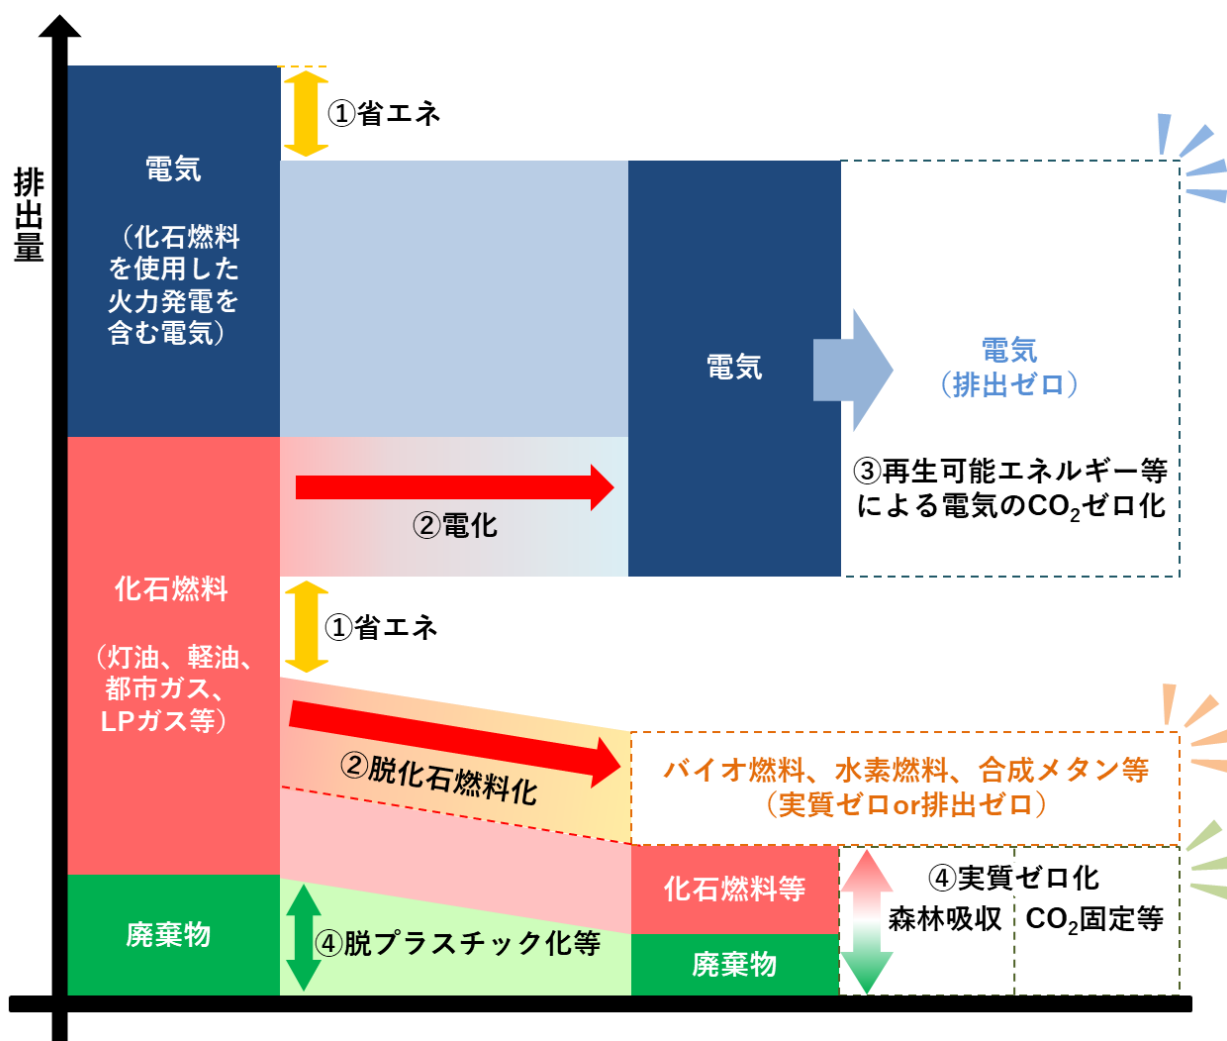 排出量
電気
（化石燃料
を使用した
火力発電を
含む電気）
①省エネ
電気
電気
（排出ゼロ）
③再生可能エネルギー等
による電気のCO₂ゼロ化
②電化
化石燃料
（灯油、軽油、
都市ガス、
LPガス等）
①省エネ
②脱化石燃料化
バイオ燃料、水素燃料、合成メタン等
（実質ゼロor排出ゼロ）
廃棄物
④脱プラスチック化等
化石燃料等
廃棄物
④実質ゼロ化
森林吸収
CO₂固定等